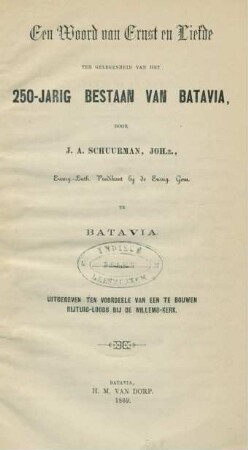 Een Woord van Ernst en Liefde
TER GELEGENHEID VAN HET
250-JARIG BESTAAN VAN BATAVIA,
DOOR
J. A. SCHUURMAN, JOH.z.,
Evang.-Luth. Predikant bij de Evang. Gem.
TE
BATAVIA.
UITGEGEVEN TEN VOORDEELE VAN EEN TE BOUWEN
RIJTUIG-LOODS BIJ DE WILLEMS-KERK.
BATAVIA,
H. M. VAN DORP.
1869.